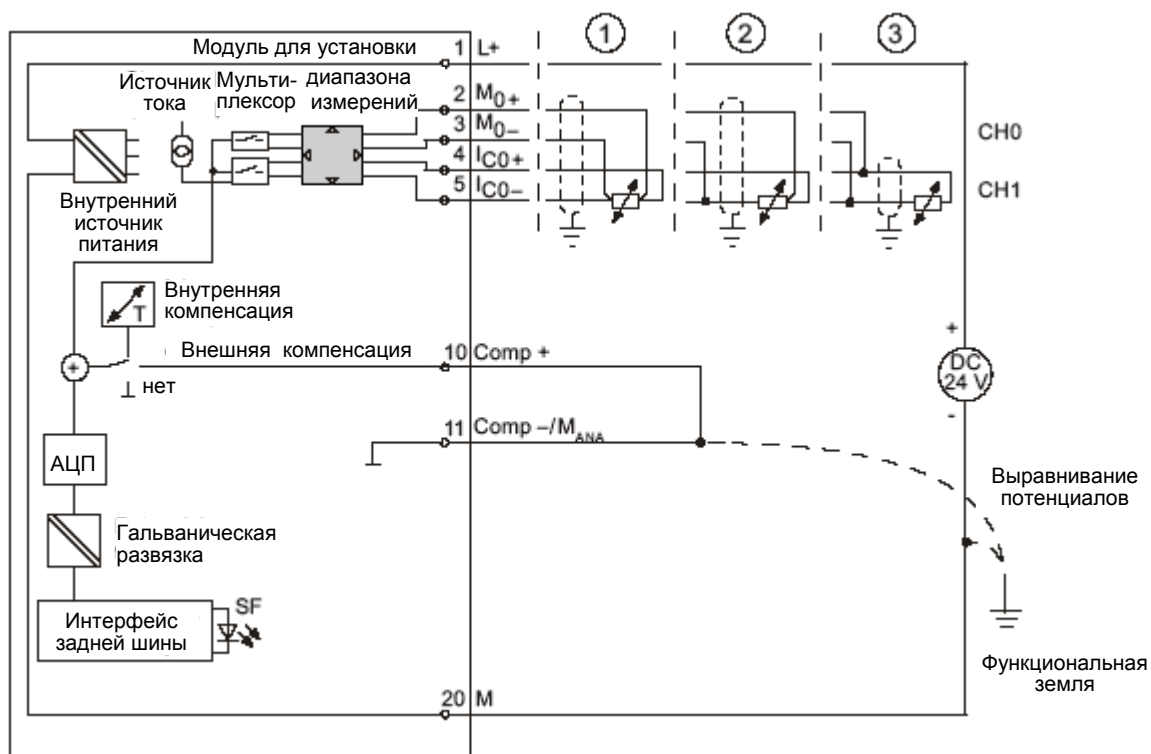 Модуль для установки
диапазона
измерений
Источник
тока
Мульти-
плексор
1 L+
2 M0+
3 M0–
4 IC0+
5 IC0–
1
2
3
CH0
CH1
Внутренний
источник
питания
Внутренняя
компенсация
T
+
Внешняя компенсация
нет
10 Comp +
11 Comp –/MANA
+
DC
24 V
-
АЦП
Выравнивание
потенциалов
Гальваническая
развязка
Интерфейс
задней шины
SF
Функциональная
земля
20 M